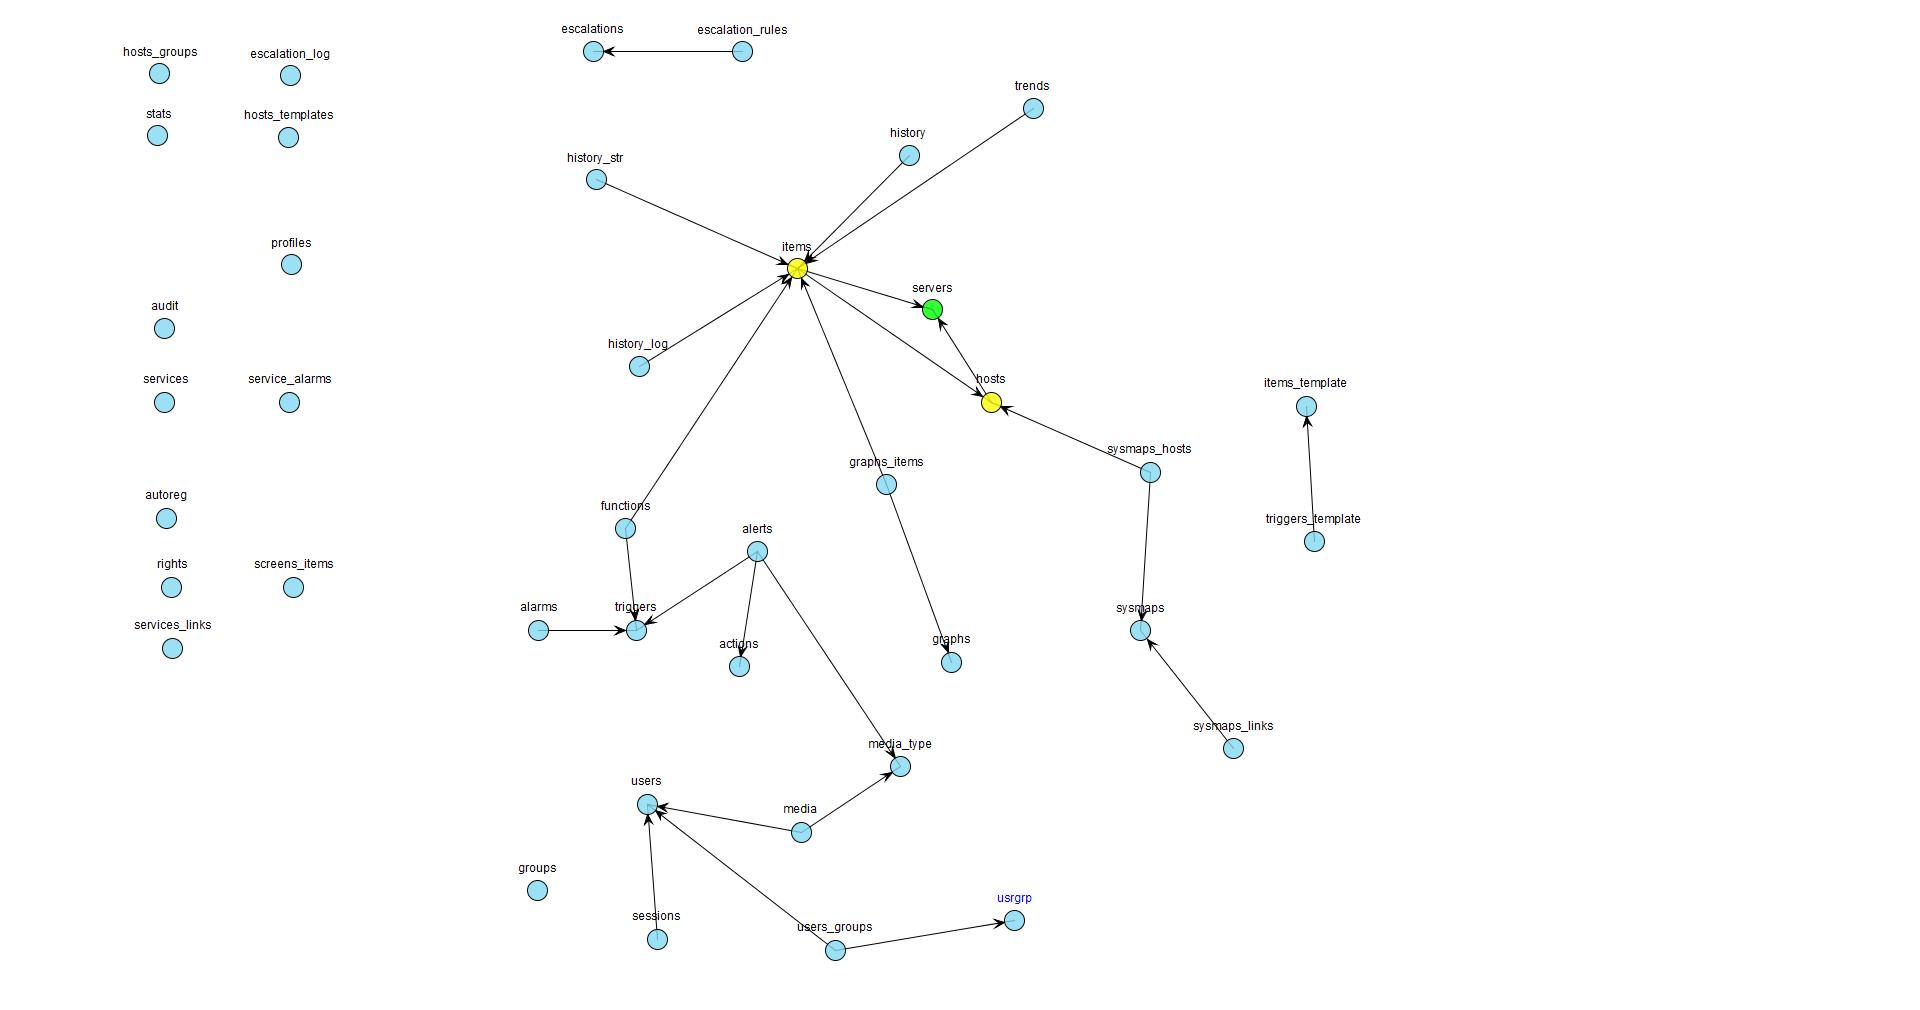 escalations
escalation_rules
hosts_groups
escalation_log
trends
stats
hosts_templates
history
history_str
profiles
items
servers
audit
history_log
services
service_alarms
hosts
items_template
sysmaps_hosts
graphs_items
autoreg
functions
triggers_template
alerts
rights
screens_items
alarms
triggers
sysmaps
services_links
actions
graphs
sysmaps_links
media_type
users
media
groups
usrgrp
sessions
users_groups